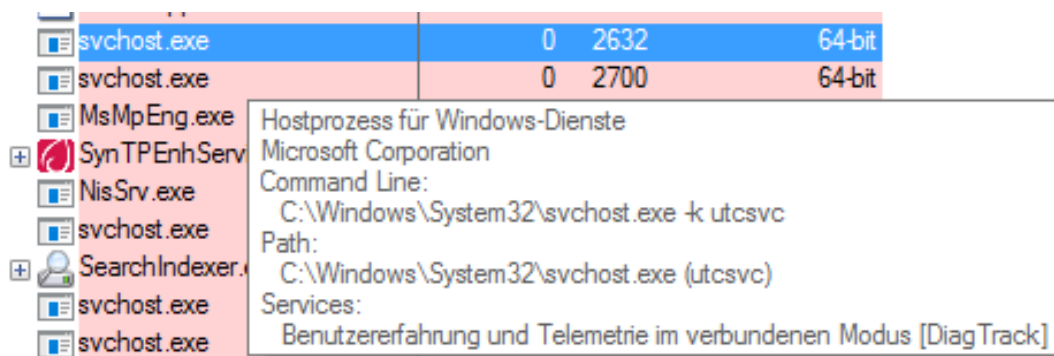 svchost.exe 0 2632 64-bit
svchost.exe 0 2700 64-bit
MsMpEng.exe
SynTPEnhServ
NisSrv.exe
svchost.exe
SearchIndexer.
svchost.exe
svchost.exe
Hostprozess für Windows-Dienste
Microsoft Corporation
Command Line:
C:\Windows\System32\svchost.exe -k utcsvc
Path:
C:\Windows\System32\svchost.exe (utcsvc)
Services:
Benutzererfahrung und Telemetrie im verbundenen Modus [DiagTrack]